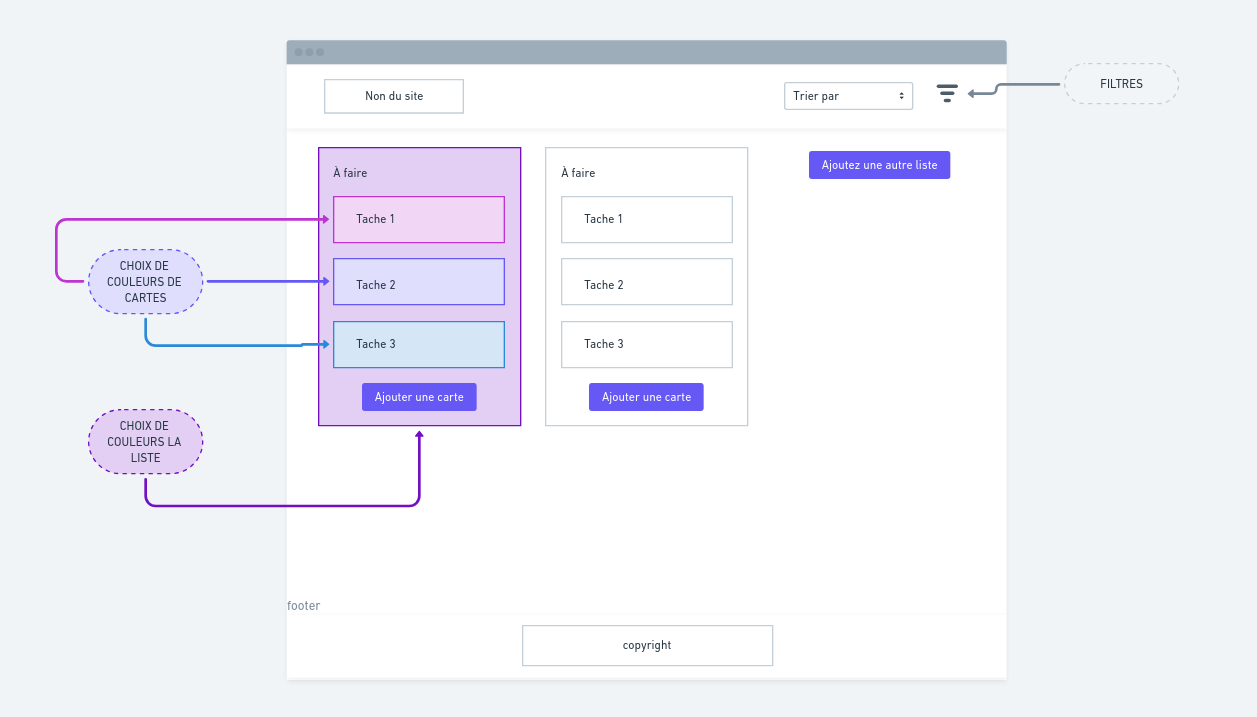 Non du site
Trier par
FILTRES
Ajoutez une autre liste
À faire
Tache 1
Tache 2
Tache 3
Ajouter une carte
À faire
Tache 1
Tache 2
Tache 3
Ajouter une carte
CHOIX DE
COULEURS DE
CARTES
CHOIX DE
COULEURS LA
LISTE
footer
copyright